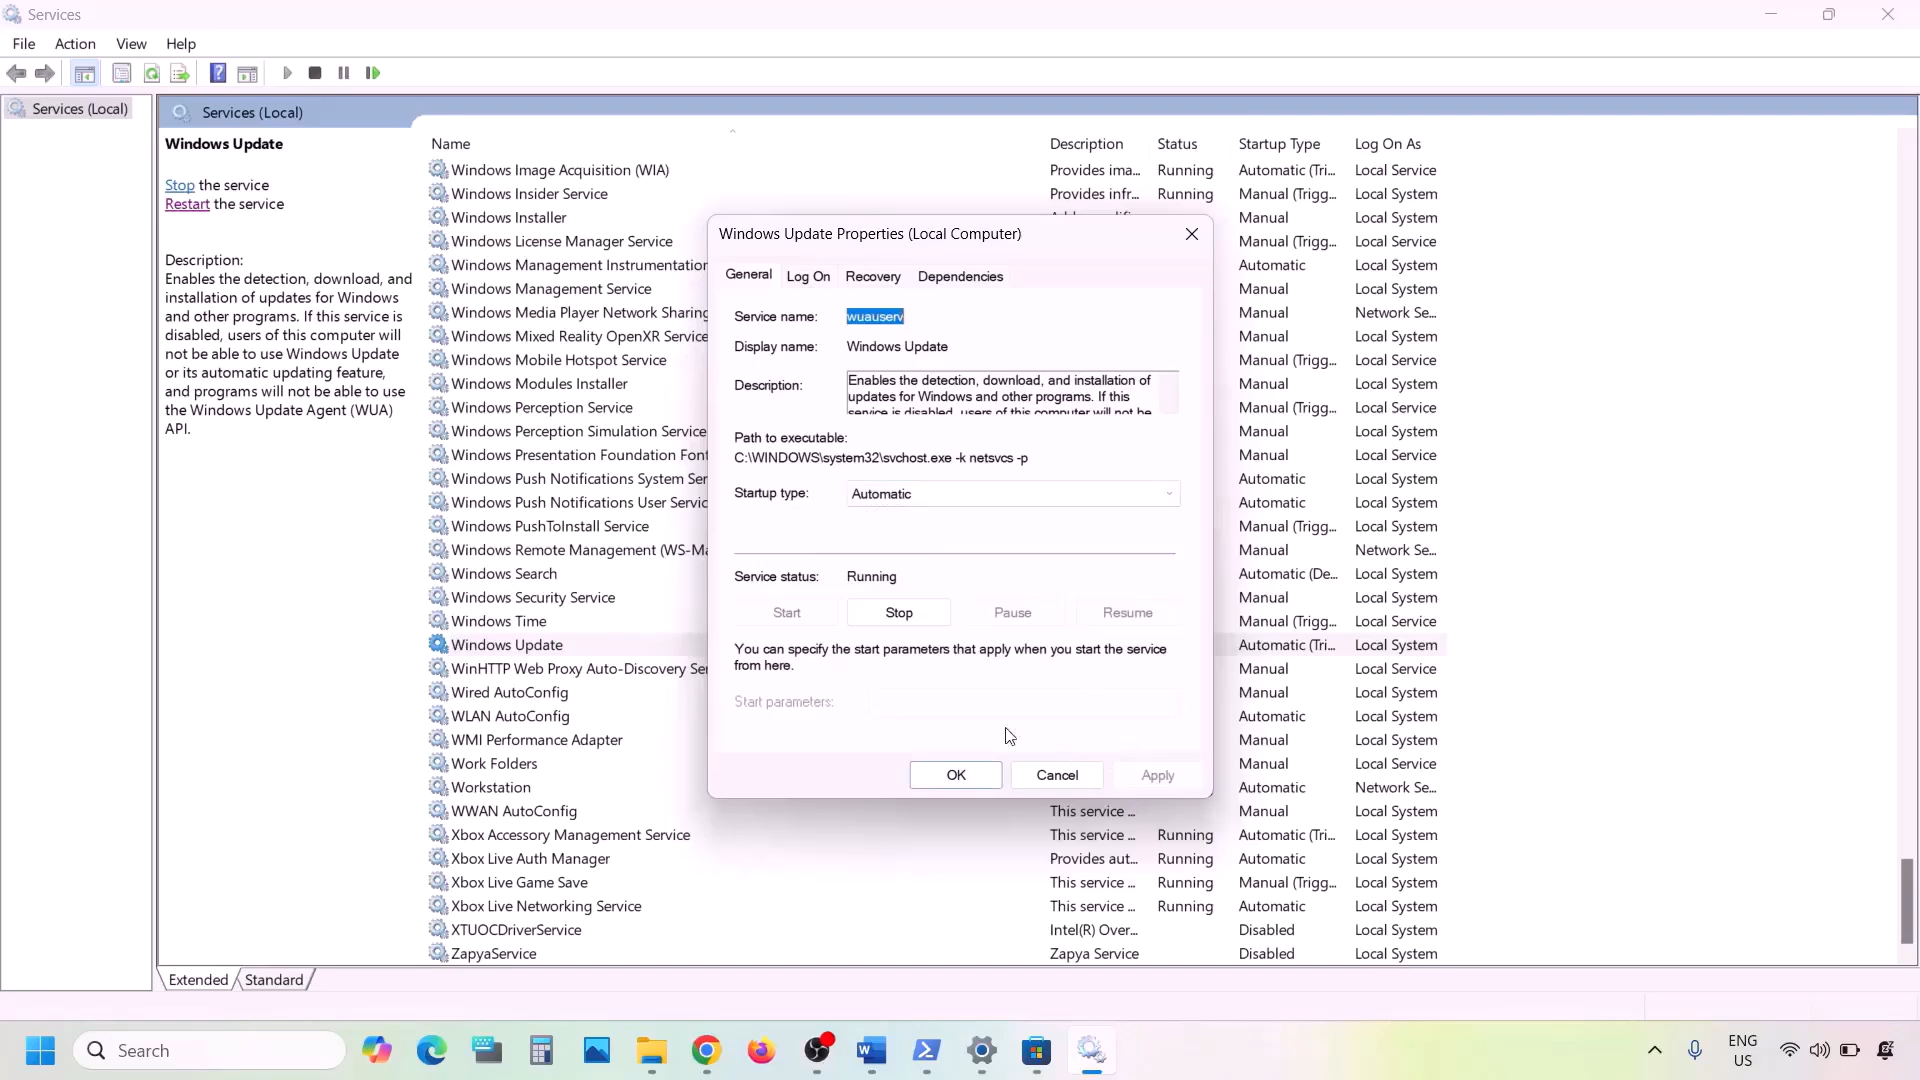 Services
File Action View Help
Services (Local)
Services (Local)
Windows Update
Stop the service
Restart the service
Description:
Enables the detection, download, and
installation of updates for Windows
and other programs. If this service is
disabled, users of this computer will
not be able to use Windows Update
or its automatic updating feature,
and programs will not be able to use
the Windows Update Agent (WUA)
API.
Name Description Status Startup Type Log On As
Windows Image Acquisition (WIA) Provides ima... Running Automatic (Tri... Local Service
Windows Insider Service Provides infr... Running Manual (Trigg... Local System
Windows Installer Manual Local System
Windows License Manager Service Manual (Trigg... Local Service
Windows Management Instrumentation Automatic Local System
Windows Management Service Manual Local System
Windows Media Player Network Sharing Manual Network Se...
Windows Mixed Reality OpenXR Service Manual Local System
Windows Mobile Hotspot Service Manual (Trigg... Local Service
Windows Modules Installer Manual Local System
Windows Perception Service Manual (Trigg... Local Service
Windows Perception Simulation Service Manual Local System
Windows Presentation Foundation Font Manual Local Service
Windows Push Notifications System Ser Automatic Local System
Windows Push Notifications User Servic Automatic Local System
Windows PushToInstall Service Manual (Trigg... Local System
Windows Remote Management (WS-Ma Manual Network Se...
Windows Search Automatic (De... Local System
Windows Security Service Manual Local System
Windows Time Manual (Trigg... Local Service
Windows Update Automatic (Tri... Local System
WinHTTP Web Proxy Auto-Discovery Ser Manual Local Service
Wired AutoConfig Manual Local System
WLAN AutoConfig Automatic Local System
WMI Performance Adapter Manual Local System
Work Folders Manual Local Service
Workstation Automatic Network Se...
WWAN AutoConfig This service ... Manual Local System
Xbox Accessory Management Service This service ... Running Automatic (Tri... Local System
Xbox Live Auth Manager Provides aut... Running Automatic Local System
Xbox Live Game Save This service ... Running Manual (Trigg... Local System
Xbox Live Networking Service This service ... Running Automatic Local System
XTUOCDriverService Intel(R) Over... Disabled Local System
ZapyaService Zapya Service Disabled Local System
Windows Update Properties (Local Computer)
General Log On Recovery Dependencies
Service name: wuauserv
Display name: Windows Update
Description: Enables the detection, download, and installation of
updates for Windows and other programs. If this
service is disabled, users of this computer will not be
Path to executable:
C:\WINDOWS\system32\svchost.exe -k netsvcs -p
Startup type: Automatic
Service status: Running
Start Stop Pause Resume
You can specify the start parameters that apply when you start the service
from here.
Start parameters:
OK Cancel Apply
Extended Standard
Search
ENG
US